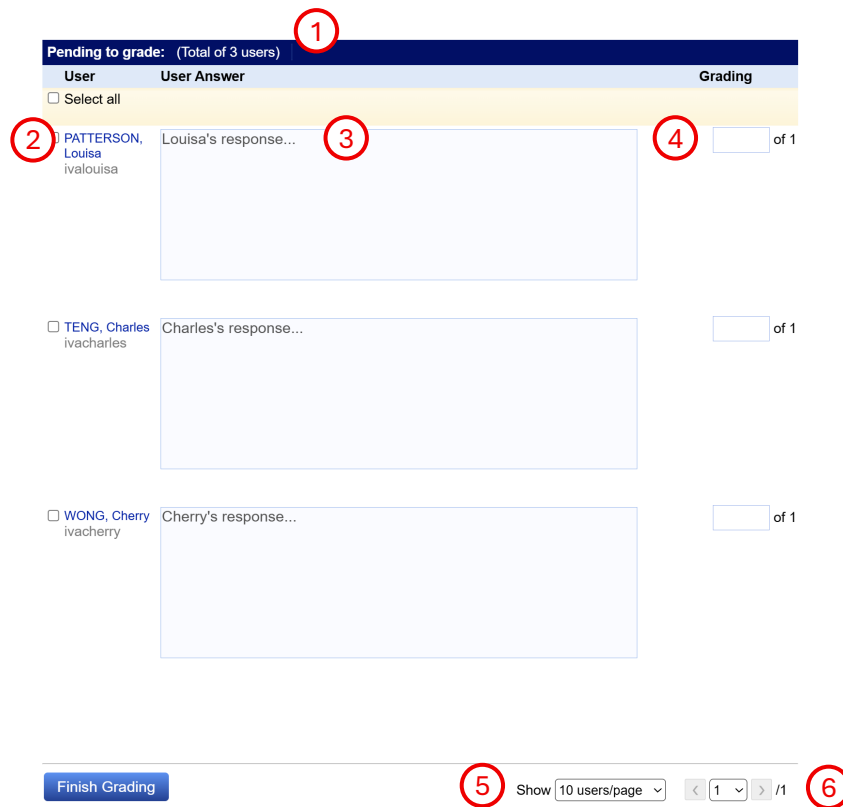 1
Pending to grade: (Total of 3 users)
User User Answer Grading
Select all
2 PATTERSON, Louisa's response... 3 4 of 1
Louisa
ivalouisa
TENG, Charles Charles's response... of 1
ivacharles
WONG, Cherry Cherry's response... of 1
ivacherry
Finish Grading 5 Show 10 users/page < 1 > /1 6